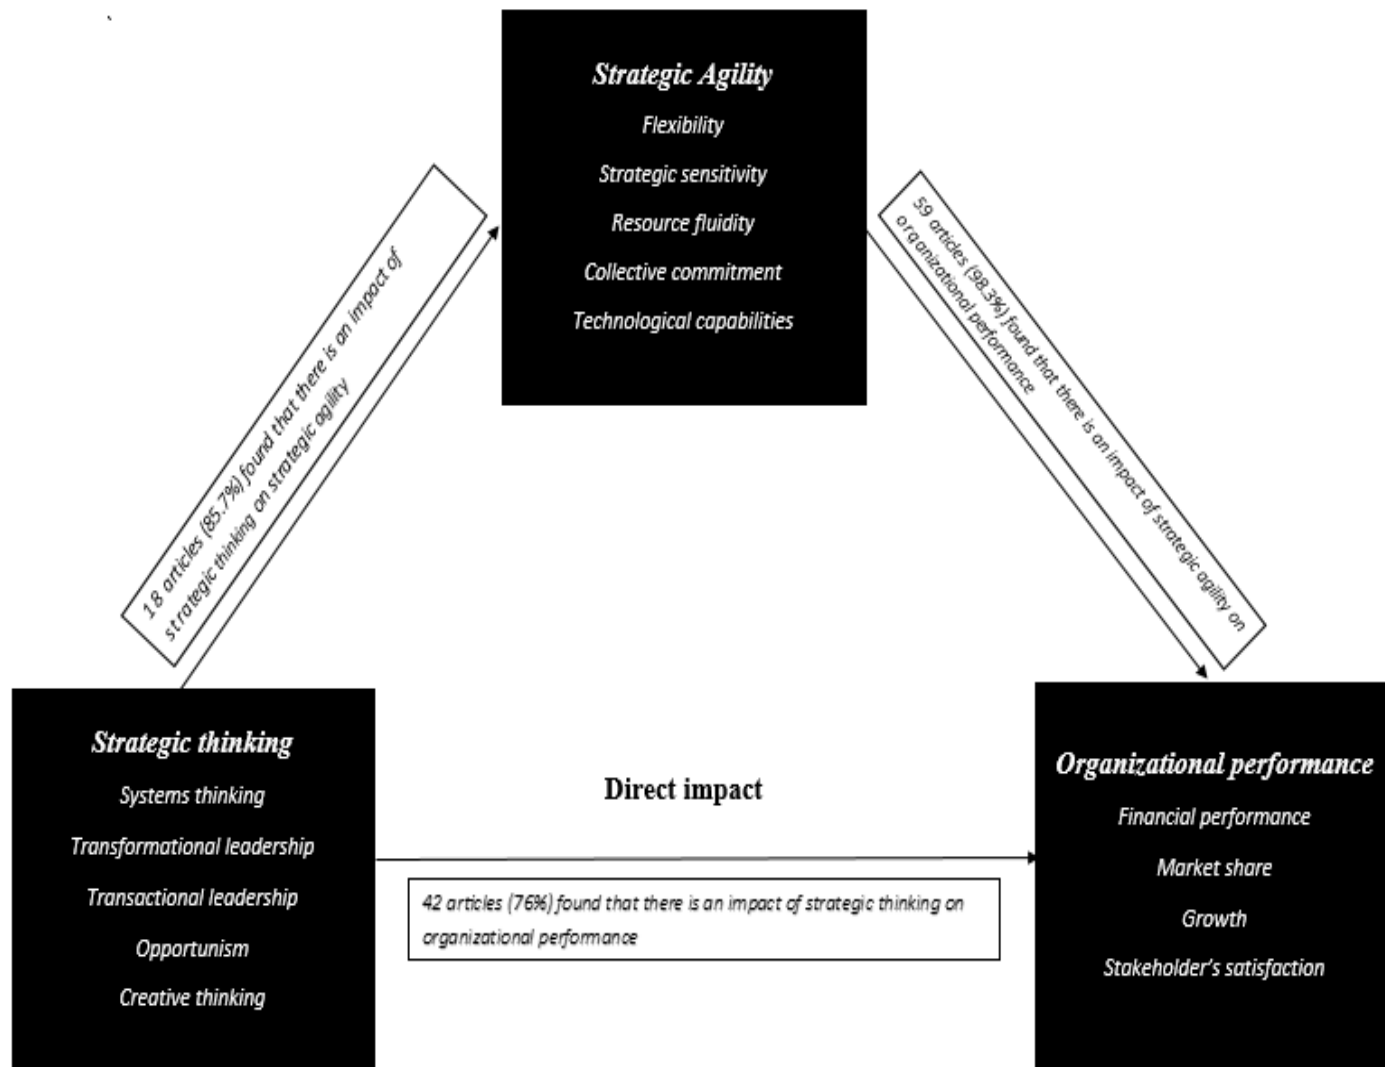 Strategic Agility
Flexibility
Strategic sensitivity
Resource fluidity
Collective commitment
Technological capabilities
18 articles (85.7%) found that there is an impact of
strategic thinking on strategic agility
59 articles (98.3%) found that there is an impact of strategic agility on
organizational performance
Strategic thinking
Systems thinking
Transformational leadership
Transactional leadership
Opportunism
Creative thinking
Direct impact
42 articles (76%) found that there is an impact of strategic thinking on
organizational performance
Organizational performance
Financial performance
Market share
Growth
Stakeholder's satisfaction